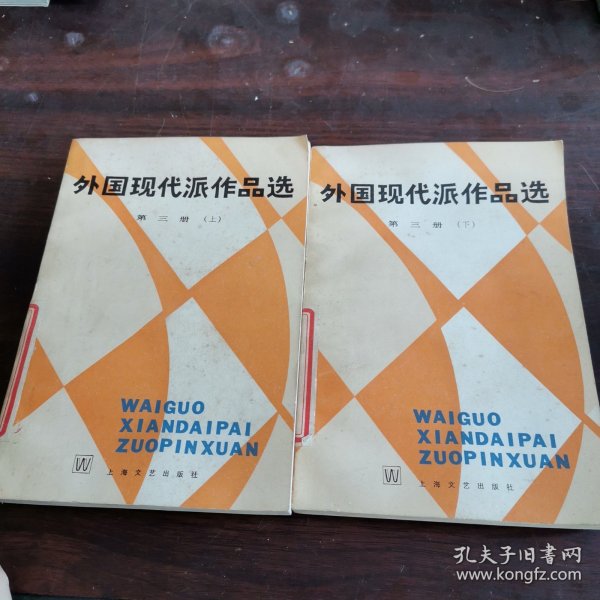 外国现代派作品选
第三册(上)
WAIGUO
XIANDAIPAI
ZUOPINXUAN
W
上海文艺出版社
外国现代派作品选
第三册(下)
WAIGUO
XIANDAIPAI
ZUOPINXUAN
W
上海文艺出版社
孔夫子旧書网
www.kongfz.com